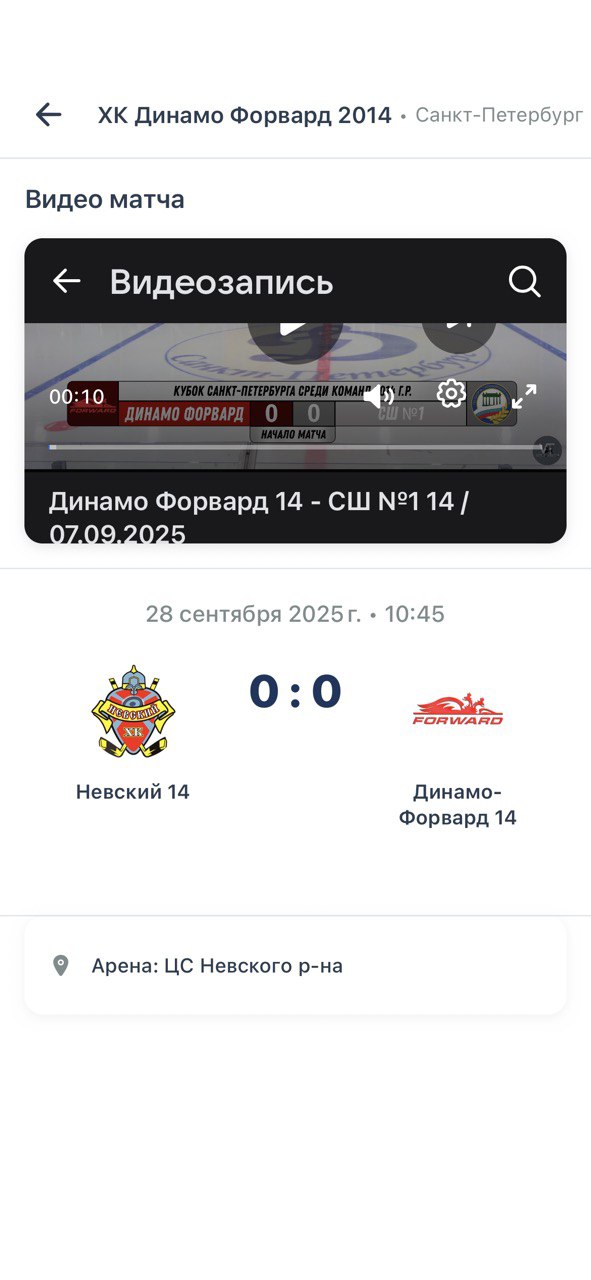 ХК Динамо Форвард 2014 • Санкт-Петербург
Видео матча
Видеозапись
Санкт-Петербург
00:10
КУБОК САНКТ-ПЕТЕРБУРГА СРЕДИ КОМАНД Г.Р.
FORWARD ДИНАМО ФОРВАРД 0 0 СШ №1
НАЧАЛО МАТЧА
Динамо Форвард 14 - СШ №1 14 /
07.09.2025
28 сентября 2025 г. • 10:45
0 : 0
НЕВСКИЙ
ХК
FORWARD
Невский 14
Динамо-
Форвард 14
Арена: ЦС Невского р-на